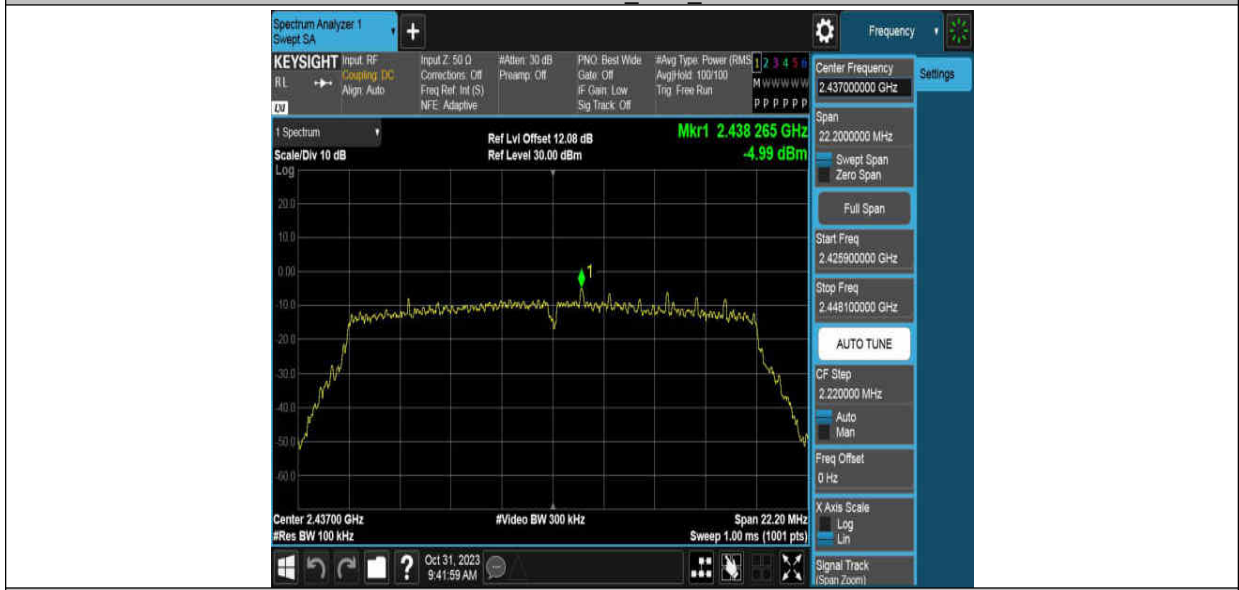 Spectrum Analyzer 1
Swept SA
+
Frequency
KEYSIGHT
RL
LXI
Input: RF
Coupling: DC
Align: Auto
Input Z: 50 Ω
Corrections: Off
Freq Ref: Int (S)
NFE: Adaptive
#Atten: 30 dB
Preamp: Off
PNO: Best Wide
Gate: Off
IF Gain: Low
Sig Track: Off
#Avg Type: Power (RMS
Avg|Hold: 100/100
Trig: Free Run
1 2 3 4 5 6
M W W W W W
P P P P P P
Center Frequency
2.437000000 GHz
Settings
Span
22.2000000 MHz
Swept Span
Zero Span
Full Span
Start Freq
2.425900000 GHz
Stop Freq
2.448100000 GHz
AUTO TUNE
CF Step
2.220000 MHz
Auto
Man
Freq Offset
0 Hz
X Axis Scale
Log
Lin
Signal Track
(Span Zoom)
1 Spectrum
Scale/Div 10 dB
Log
Ref Lvl Offset 12.08 dB
Ref Level 30.00 dBm
Mkr1 2.438 265 GHz
-4.99 dBm
20.0
10.0
0.00
-10.0
-20.0
-30.0
-40.0
-50.0
-60.0
1
Center 2.43700 GHz
#Res BW 100 kHz
#Video BW 300 kHz
Span 22.20 MHz
Sweep 1.00 ms (1001 pts)
?
Oct 31, 2023
9:41:59 AM